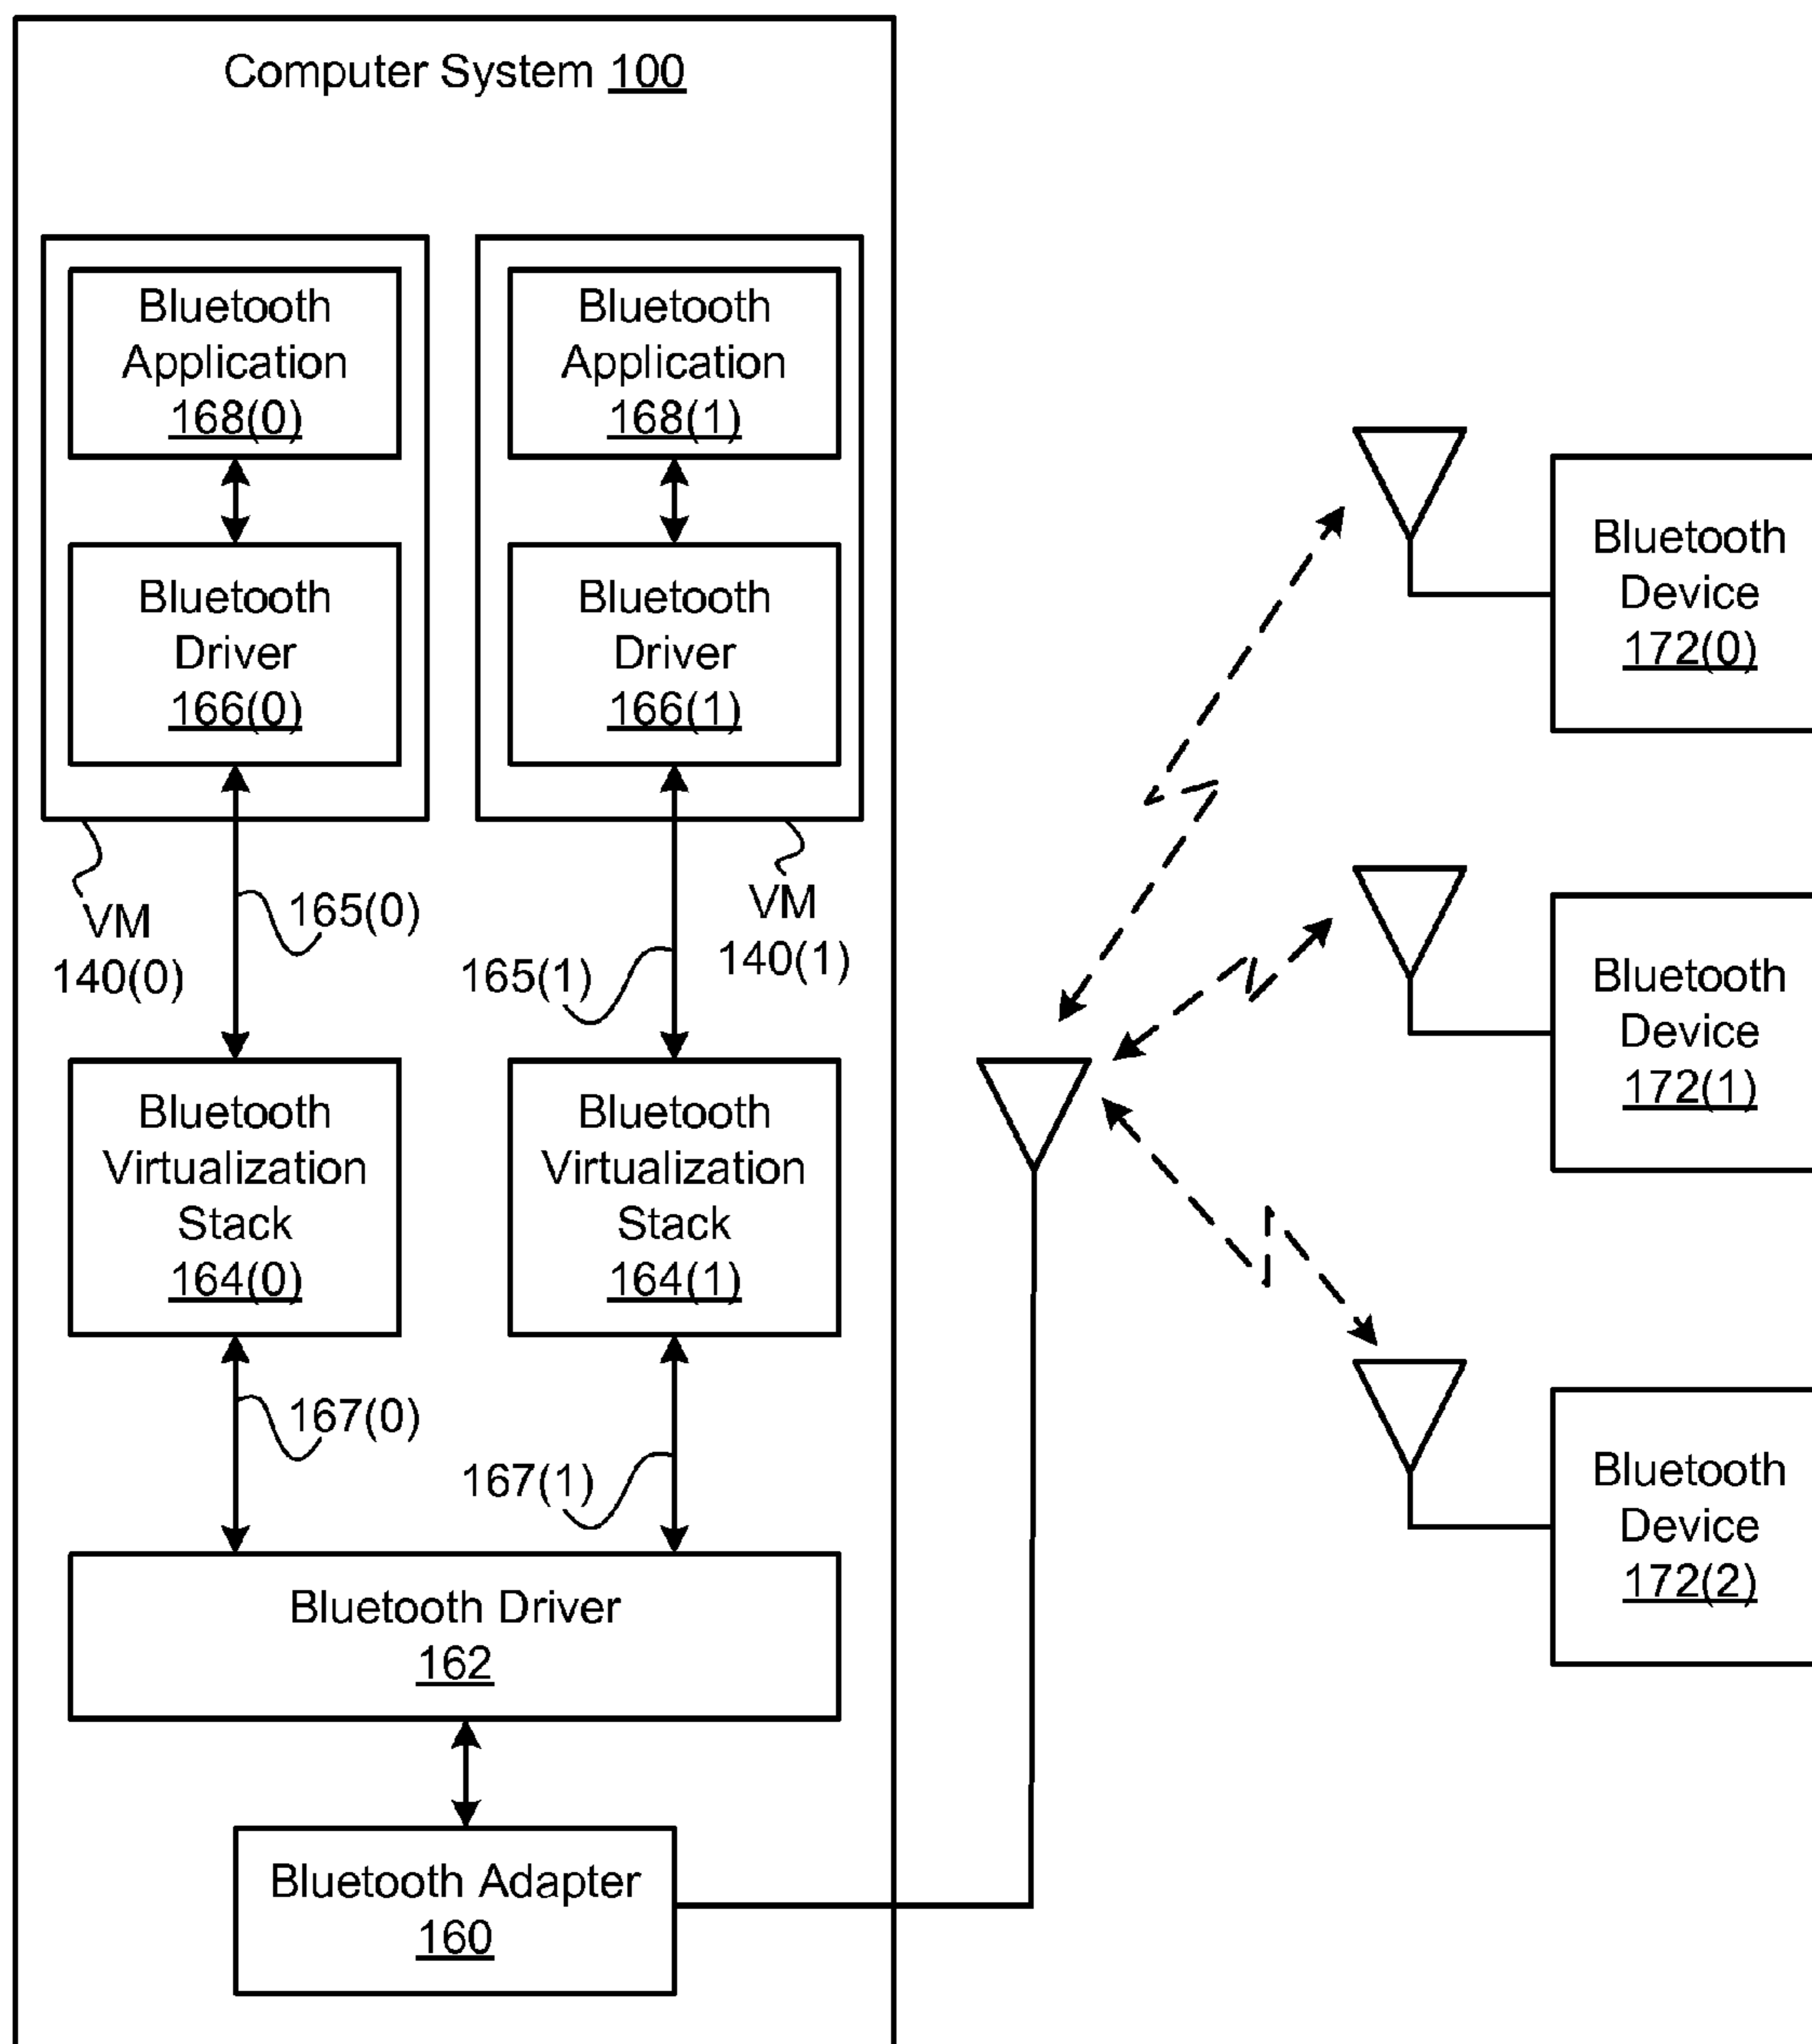 Computer System 100
Bluetooth
Application
168(0)
Bluetooth
Application
168(1)
Bluetooth
Driver
166(0)
Bluetooth
Driver
166(1)
VM
140(0)
165(0)
165(1)
VM
140(1)
Bluetooth
Virtualization
Stack
164(0)
Bluetooth
Virtualization
Stack
164(1)
167(0)
167(1)
Bluetooth Driver
162
Bluetooth Adapter
160
Bluetooth
Device
172(0)
Bluetooth
Device
172(1)
Bluetooth
Device
172(2)